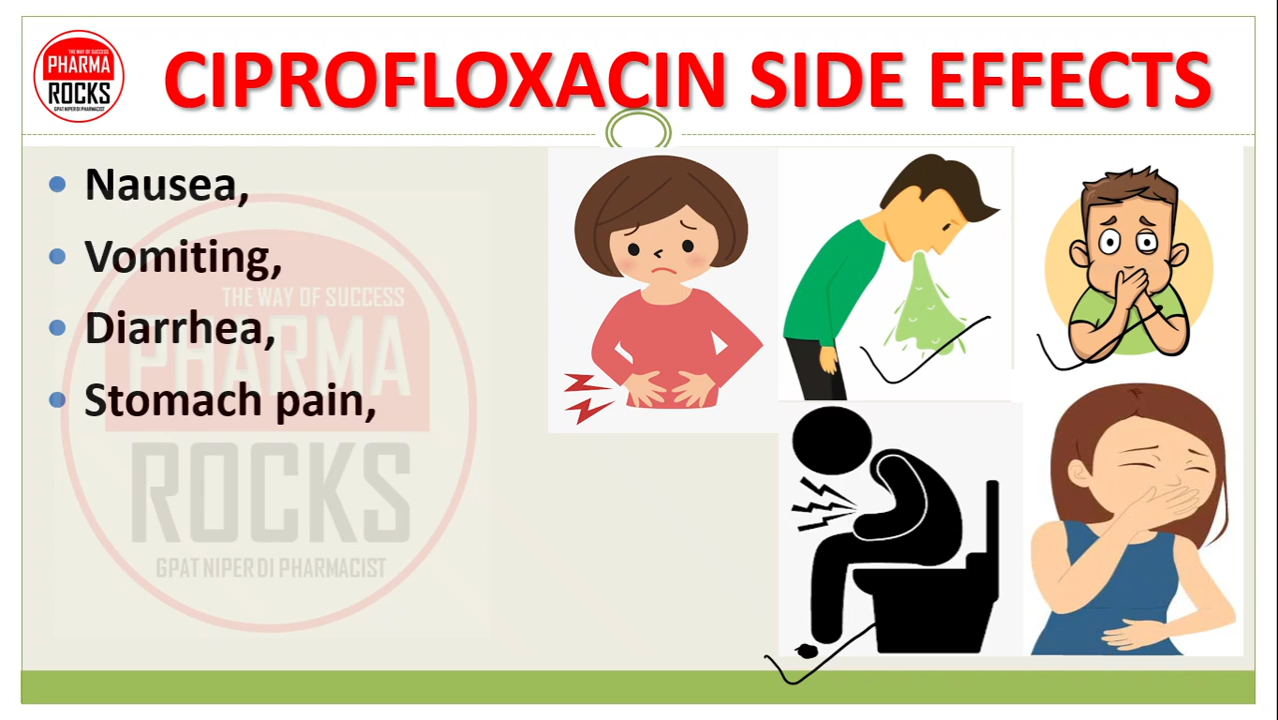 THE WAY OF SUCCESS
PHARMA
ROCKS
GPAT NIPER DI PHARMACIST
CIPROFLOXACIN SIDE EFFECTS
• Nausea,
• Vomiting,
• Diarrhea,
• Stomach pain,
THE WAY OF SUCCESS
PHARMA
ROCKS
GPAT NIPER DI PHARMACIST